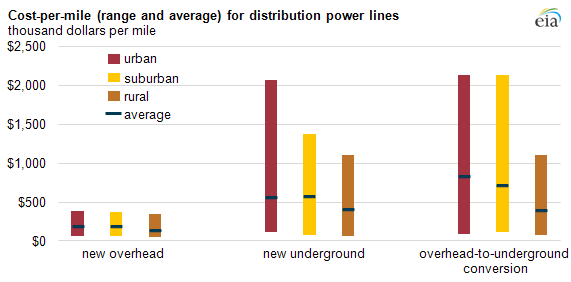 Cost-per-mile (range and average) for distribution power lines
thousand dollars per mile
eia
$2,500
$2,000
$1,500
$1,000
$500
$0
urban
suburban
rural
average
new overhead
new underground
overhead-to-underground
conversion